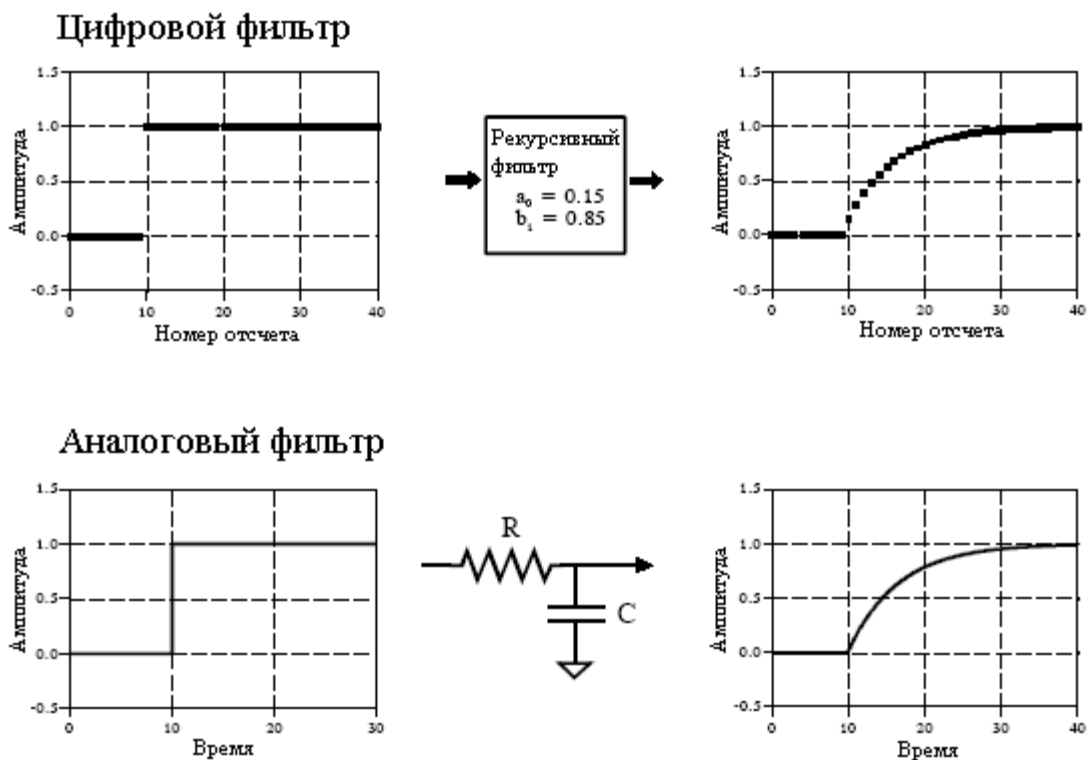 Цифровой фильтр
1.5
1.0
0.5
0.0
-0.5
0 10 20 30 40
Амплитуда
Номер отсчета
Рекурсивный
фильтр
a₀ = 0.15
b₁ = 0.85
1.5
1.0
0.5
0.0
-0.5
0 10 20 30 40
Амплитуда
Номер отсчета
Аналоговый фильтр
1.5
1.0
0.5
0.0
-0.5
0 10 20 30
Амплитуда
Время
R
C
1.5
1.0
0.5
0.0
-0.5
0 10 20 30 40
Амплитуда
Время